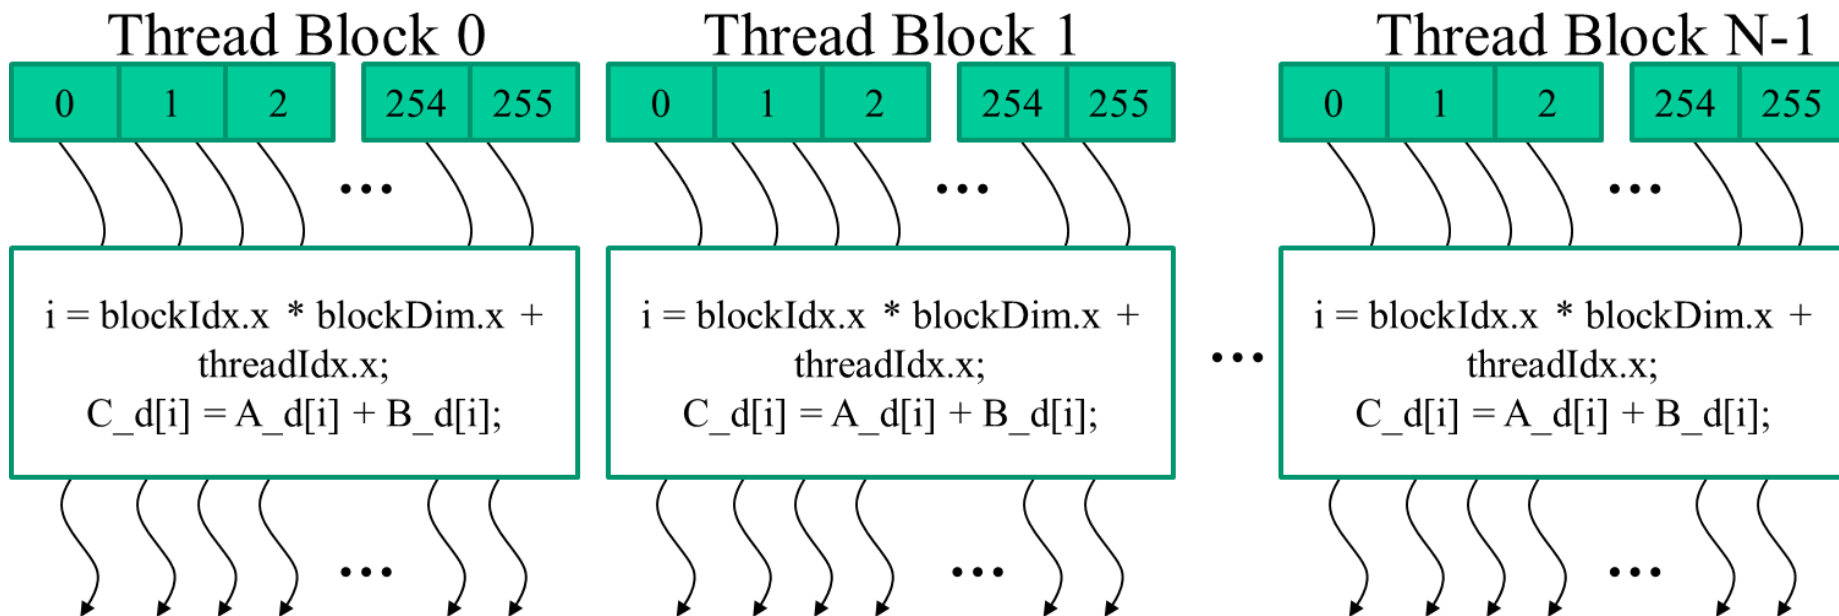 Thread Block 0
0 1 2 254 255
...
i = blockIdx.x * blockDim.x +
threadIdx.x;
C_d[i] = A_d[i] + B_d[i];
...
Thread Block 1
0 1 2 254 255
...
i = blockIdx.x * blockDim.x +
threadIdx.x;
C_d[i] = A_d[i] + B_d[i];
...
...
Thread Block N-1
0 1 2 254 255
...
i = blockIdx.x * blockDim.x +
threadIdx.x;
C_d[i] = A_d[i] + B_d[i];
...